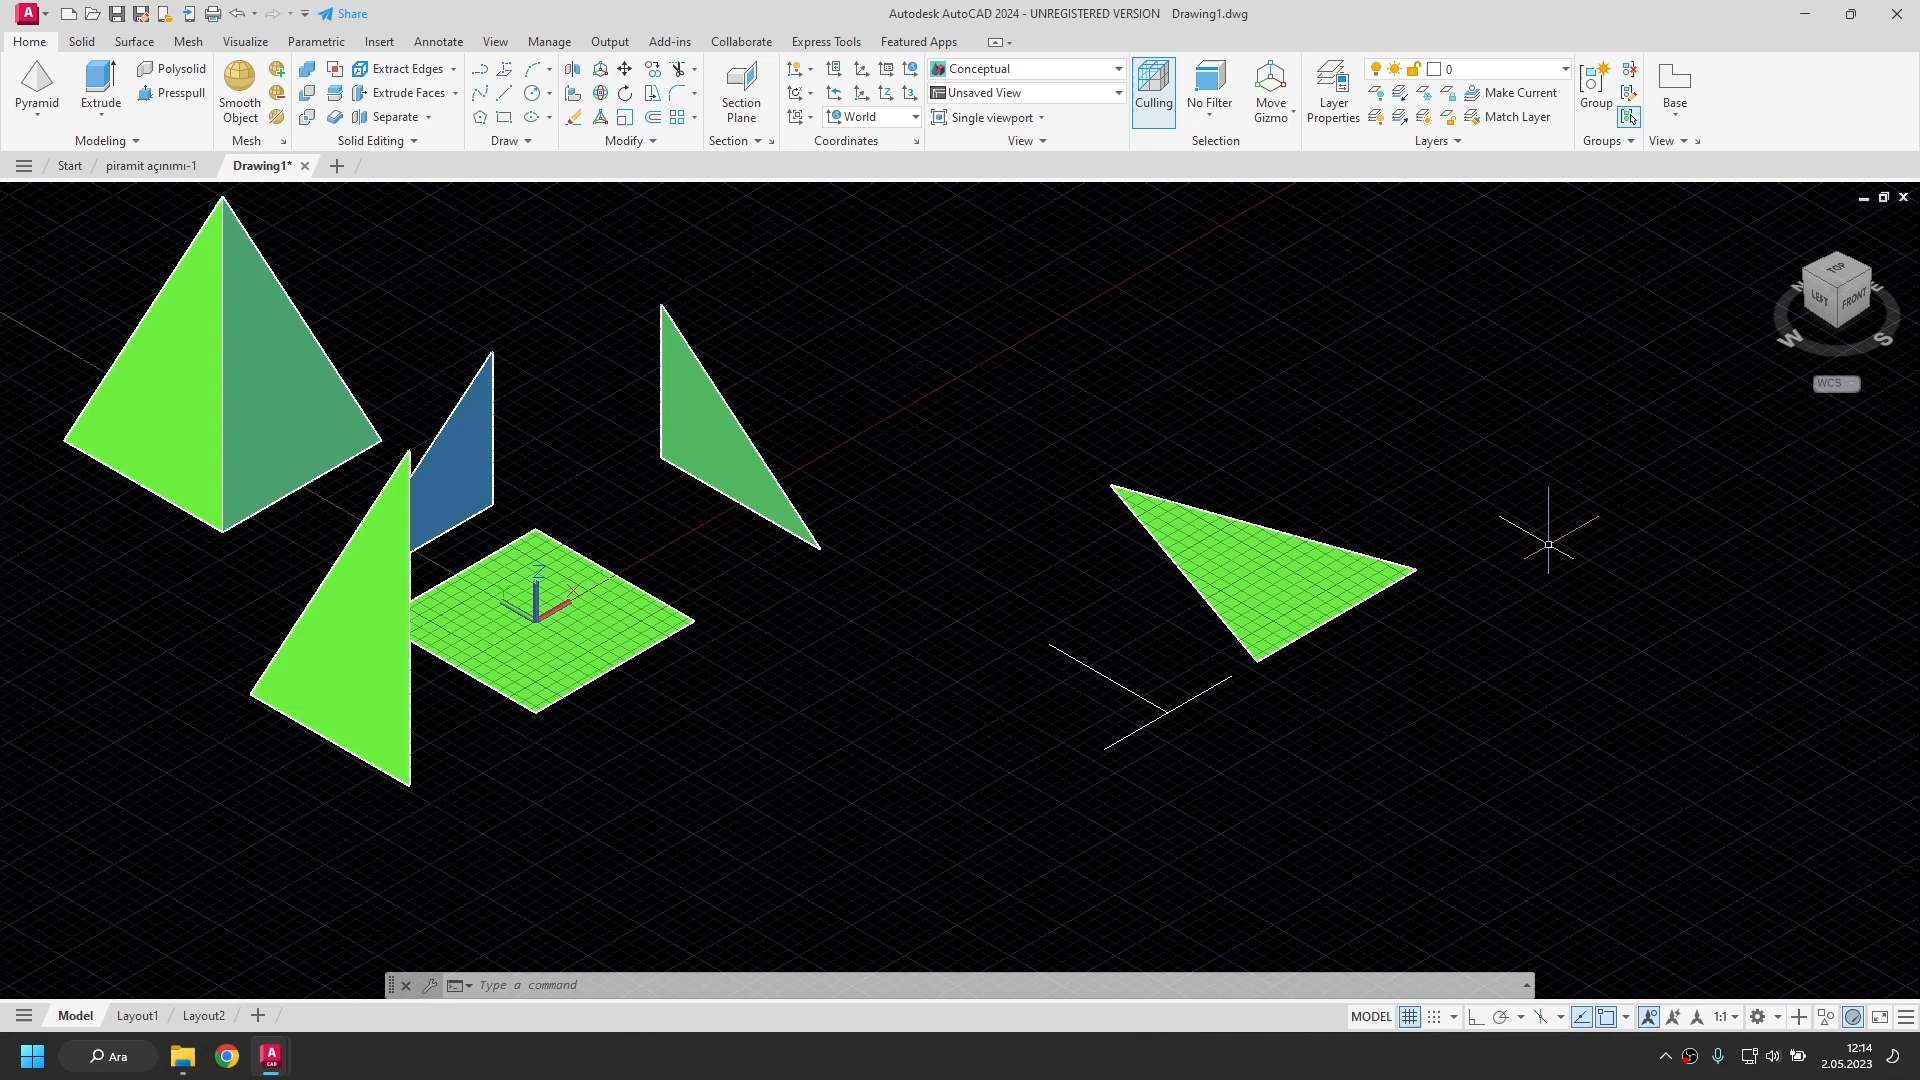 A Share Autodesk AutoCAD 2024 - UNREGISTERED VERSION Drawing1.dwg
Home Solid Surface Mesh Visualize Parametric Insert Annotate View Manage Output Add-ins Collaborate Express Tools Featured Apps
Polysolid Extract Edges Conceptual 0
Pyramid Extrude Presspull Smooth Object Extrude Faces Section Plane Unsaved View Culling No Filter Move Gizmo Layer Properties Make Current Group Base
Separate World Single viewport Match Layer
Modeling Mesh Solid Editing Draw Modify Section Coordinates View Selection Layers Groups View
Start piramit açınımı-1 Drawing1*
TOP
LEFT FRONT
N E
W S
WCS
Z
X
Type a command
Model Layout1 Layout2 MODEL 1:1
Ara A CAD 12:14
2.05.2023